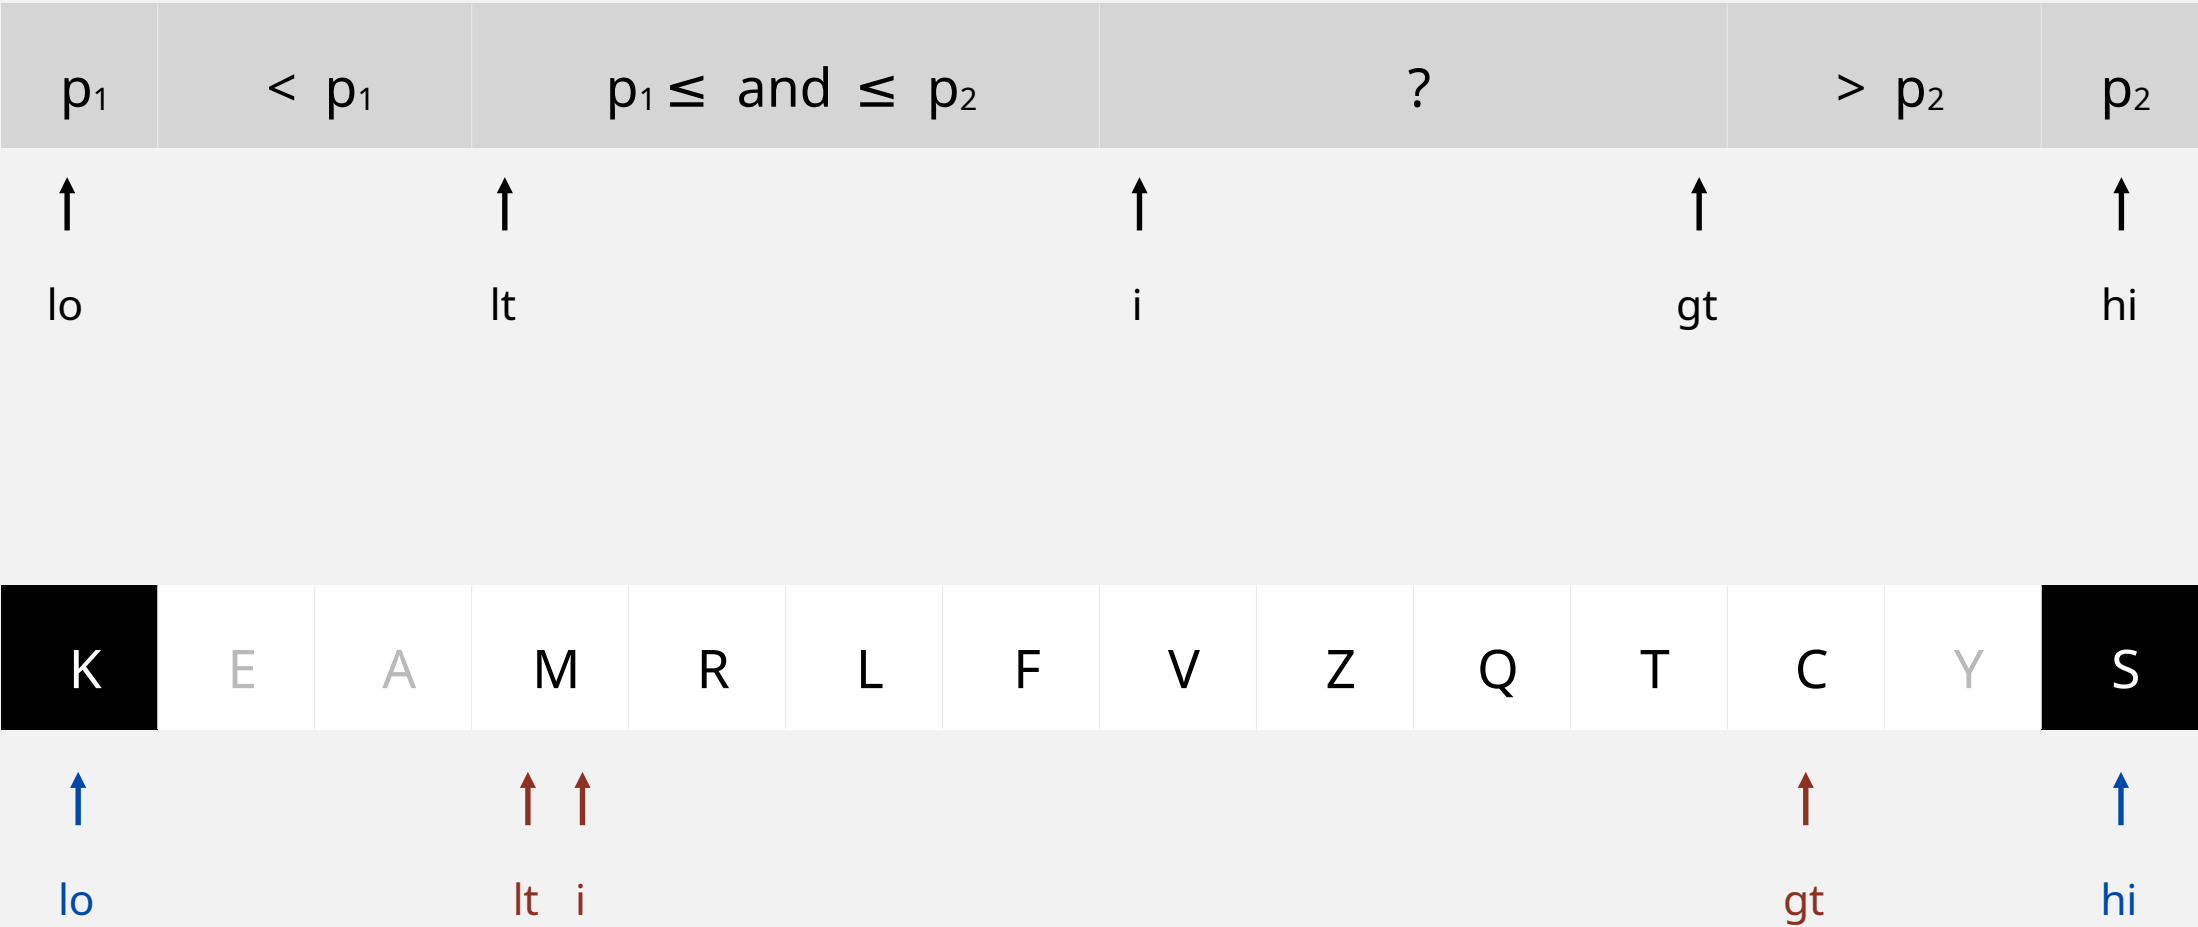 p₁ < p₁ p₁ ≤ and ≤ p₂ ? > p₂ p₂
lo lt i gt hi
K E A M R L F V Z Q T C Y S
lo lt i gt hi